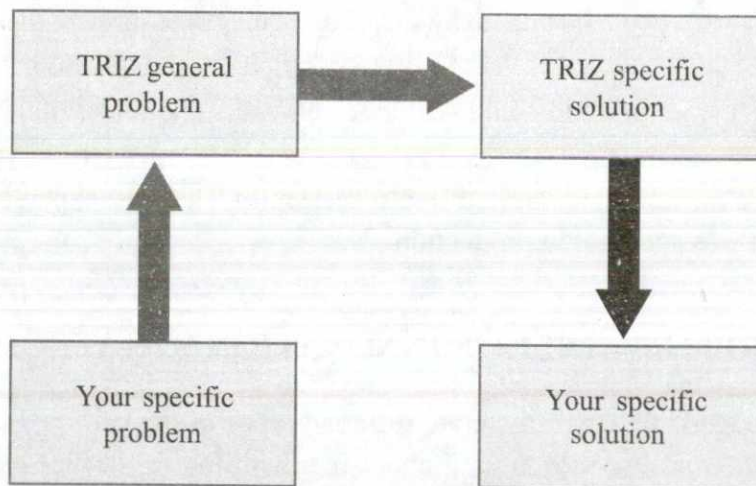 TRIZ general
problem
TRIZ specific
solution
Your specific
problem
Your specific
solution